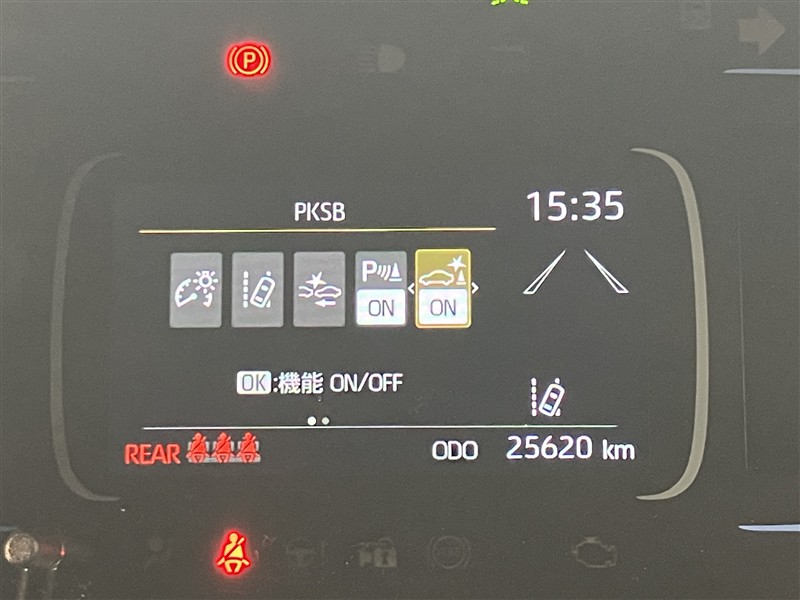 P
PKSB
15:35
P
ON
ON
OK:機能 ON/OFF
REAR
ODO 25620 km